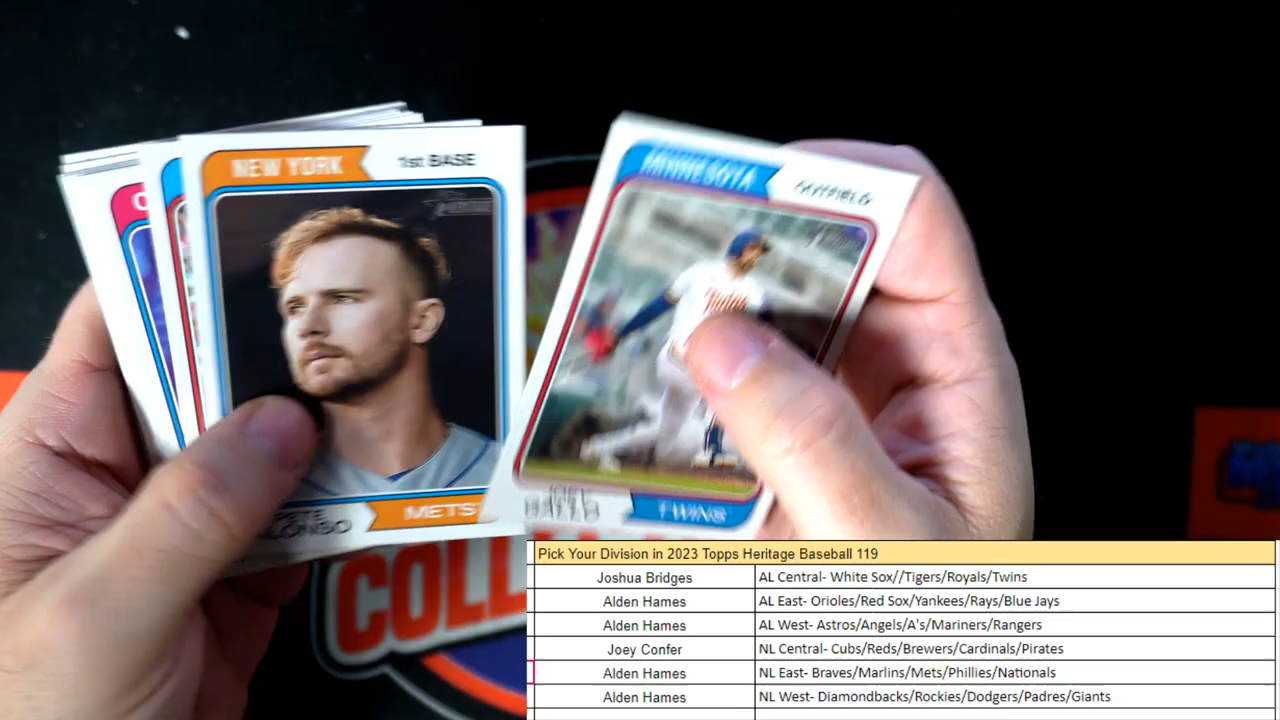 NEW YORK
1st BASE
MINNESOTA
OUTFIELD
METS
TWINS
COLL
Pick Your Division in 2023 Topps Heritage Baseball 119
Joshua Bridges AL Central- White Sox//Tigers/Royals/Twins
Alden Hames AL East- Orioles/Red Sox/Yankees/Rays/Blue Jays
Alden Hames AL West- Astros/Angels/A's/Mariners/Rangers
Joey Confer NL Central- Cubs/Reds/Brewers/Cardinals/Pirates
Alden Hames NL East- Braves/Marlins/Mets/Phillies/Nationals
Alden Hames NL West- Diamondbacks/Rockies/Dodgers/Padres/Giants